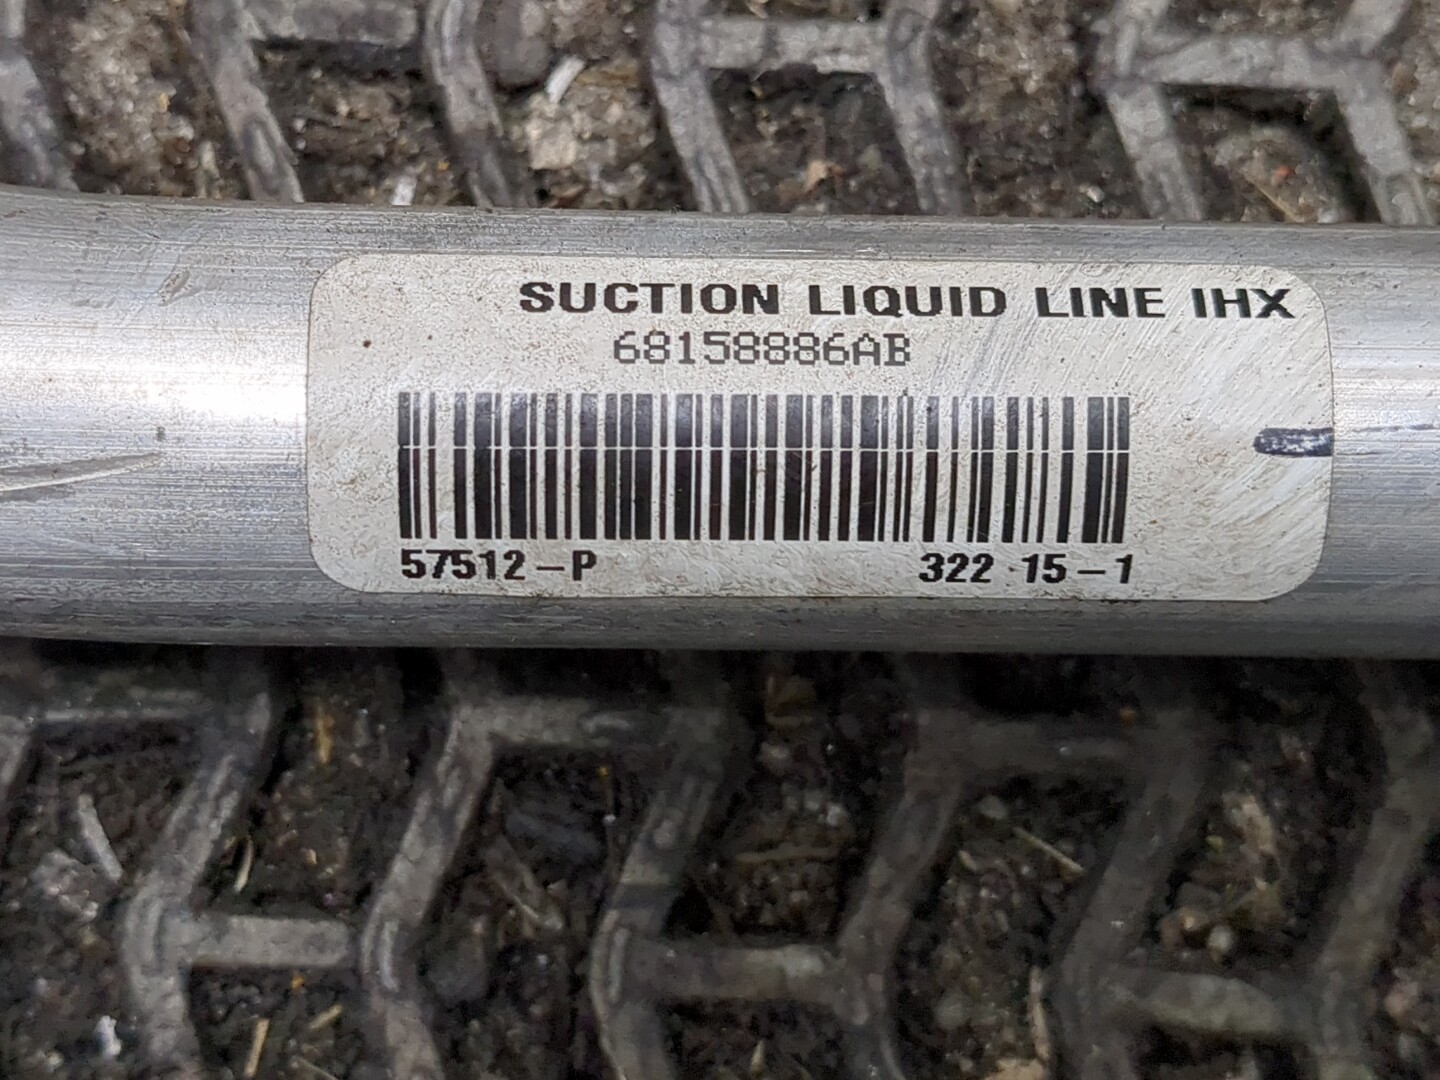 SUCTION LIQUID LINE IHX
68158886AB
57512-P 322 15-1